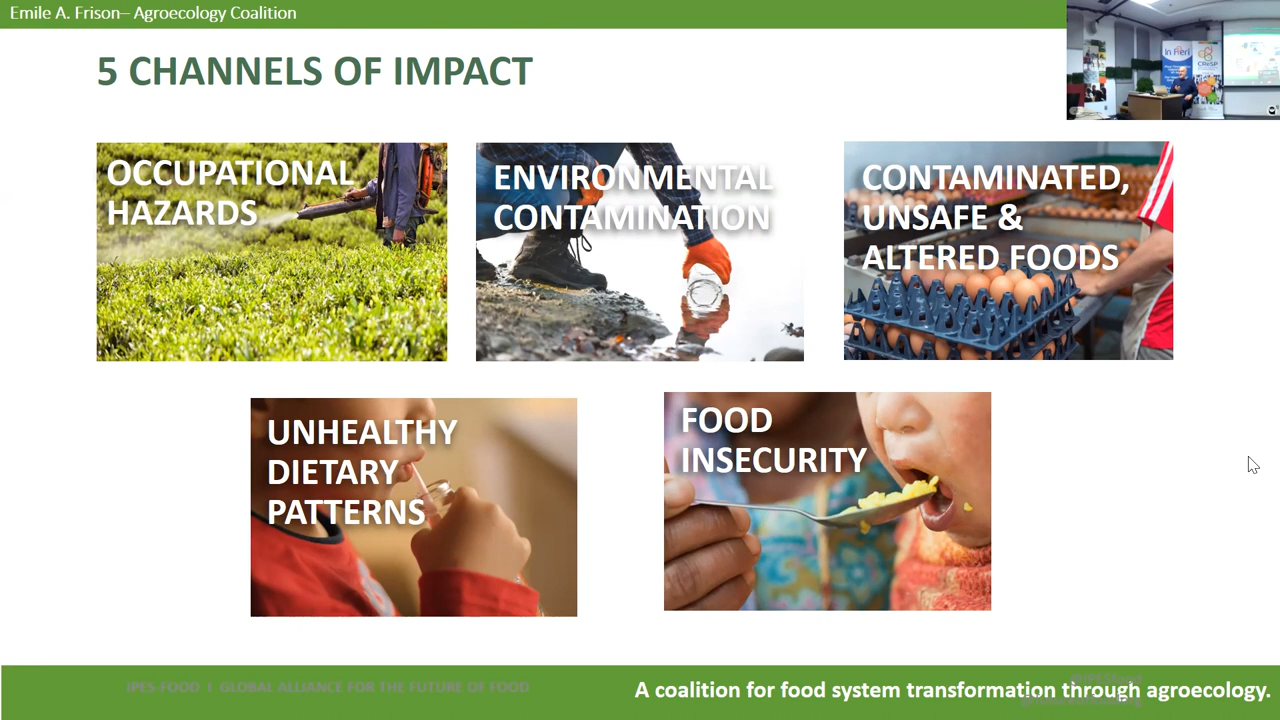 Emile A. Frison– Agroecology Coalition
5 CHANNELS OF IMPACT
OCCUPATIONAL
HAZARDS
ENVIRONMENTAL
CONTAMINATION
CONTAMINATED,
UNSAFE &
ALTERED FOODS
UNHEALTHY
DIETARY
PATTERNS
FOOD
INSECURITY
IPES-FOOD I GLOBAL ALLIANCE FOR THE FUTURE OF FOOD
A coalition for food system transformation through agroecology.